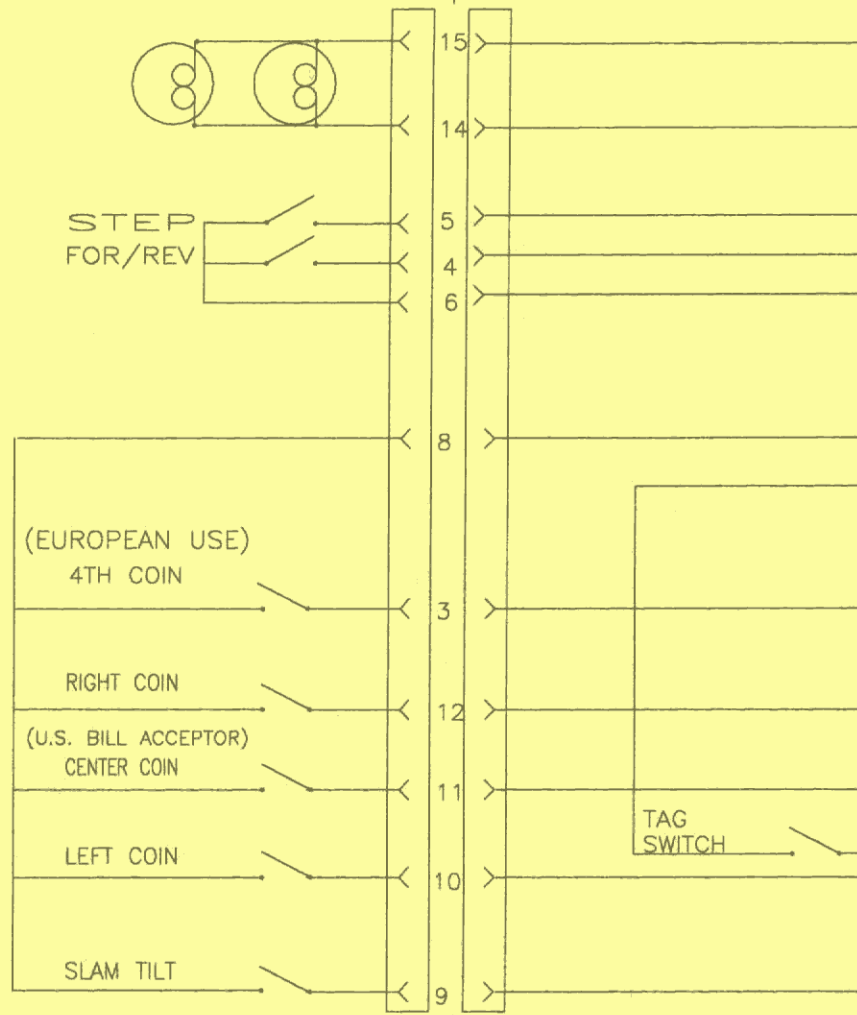 15
14
STEP
FOR/REV
5
4
6
8
(EUROPEAN USE)
4TH COIN
3
RIGHT COIN
12
(U.S. BILL ACCEPTOR)
CENTER COIN
11
TAG
SWITCH
LEFT COIN
10
SLAM TILT
9